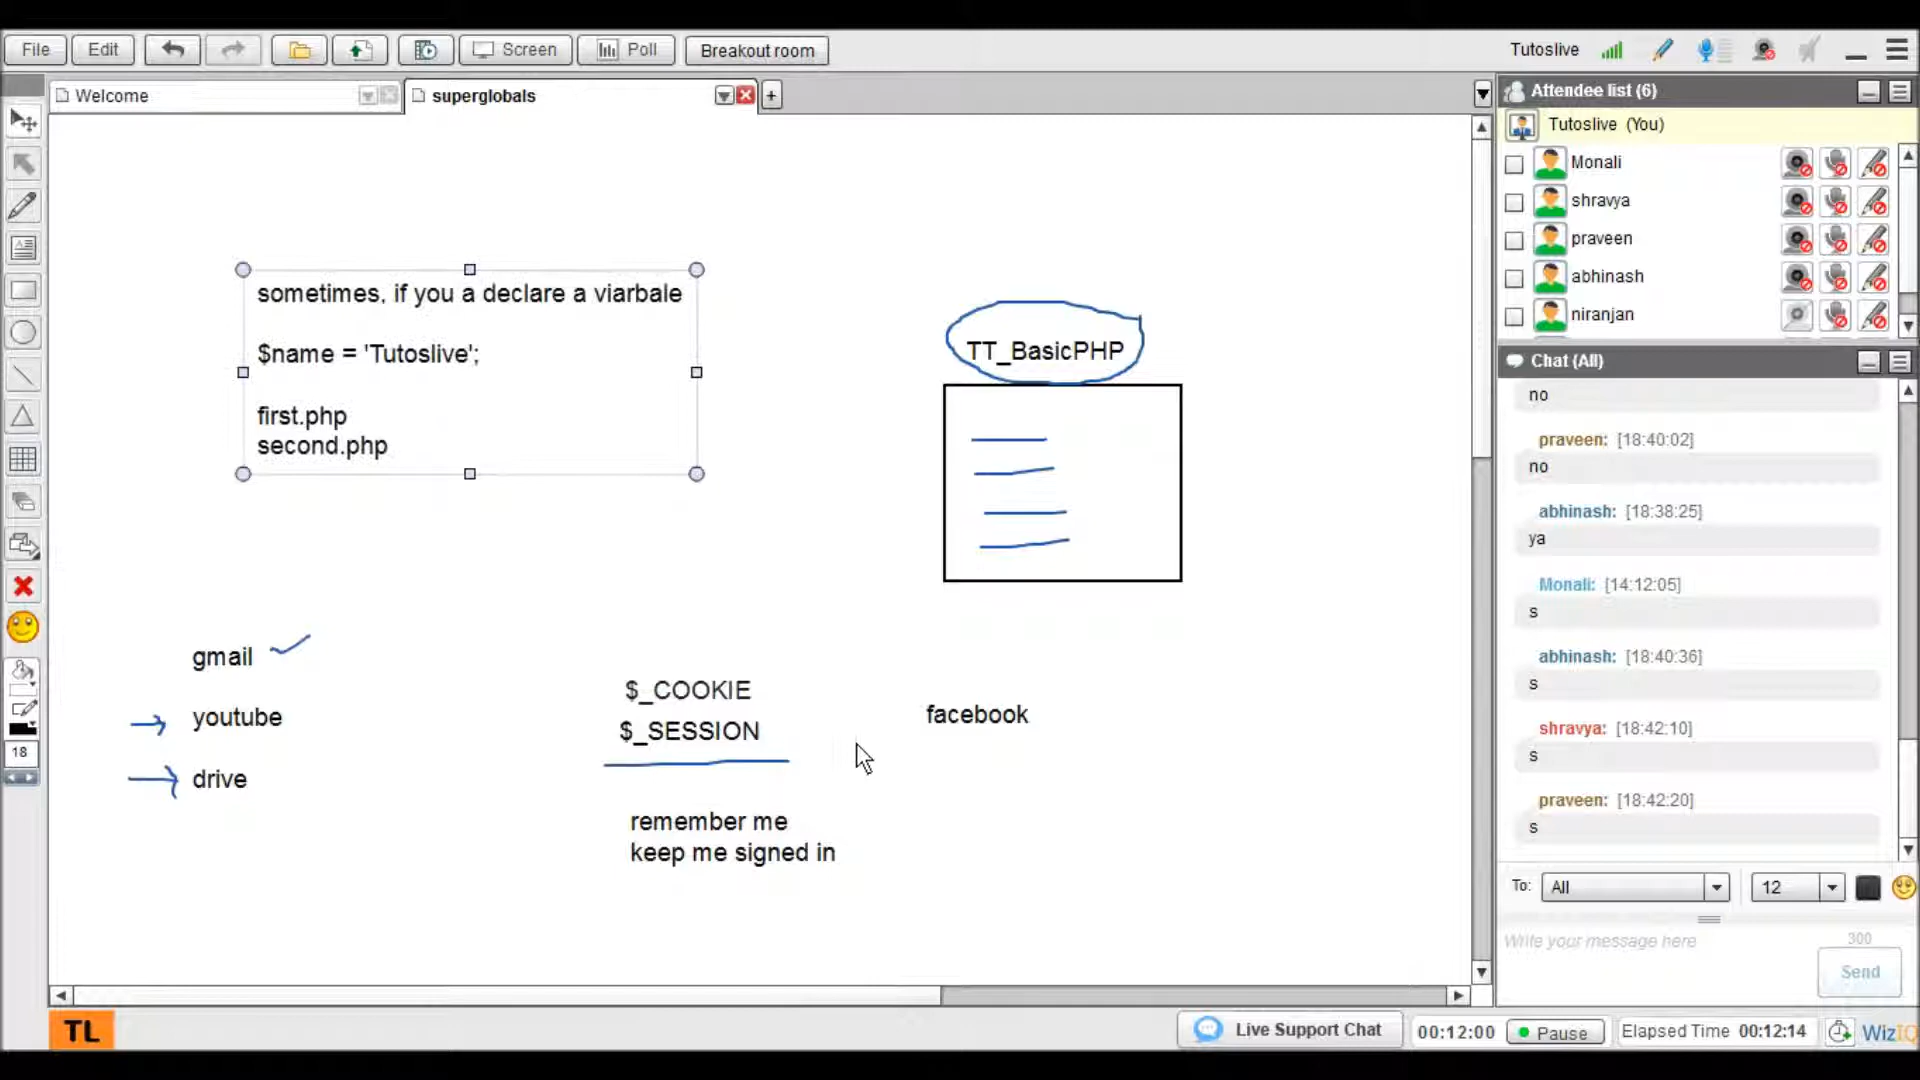 File
Edit
Screen
Poll
Breakout room
Tutoslive
Welcome
superglobals
+
Attendee list (6)
Tutoslive (You)
Monali
shravya
praveen
abhinash
niranjan
sometimes, if you a declare a viarbale
$name = 'Tutoslive';
first.php
second.php
TT_BasicPHP
gmail
youtube
drive
$_COOKIE
$_SESSION
facebook
remember me
keep me signed in
18
Chat (All)
no
praveen: [18:40:02]
no
abhinash: [18:38:25]
ya
Monali: [14:12:05]
s
abhinash: [18:40:36]
s
shravya: [18:42:10]
s
praveen: [18:42:20]
s
To: All 12
Write your message here
300
Send
TL
Live Support Chat
00:12:00
Pause
Elapsed Time 00:12:14
WizIQ